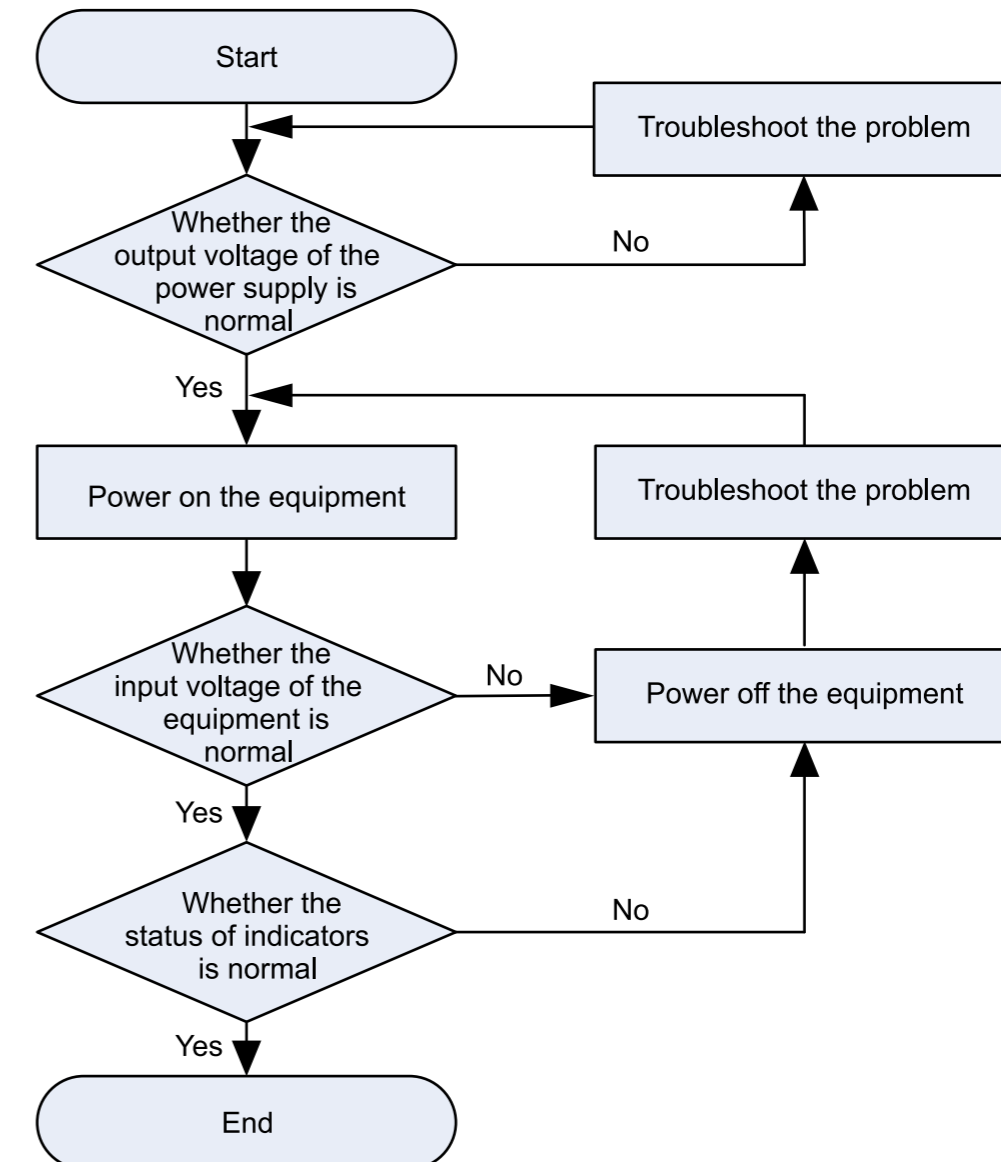 Start
Troubleshoot the problem
Whether the
output voltage of the
power supply is
normal
No
Yes
Power on the equipment
Troubleshoot the problem
Whether the
input voltage of the
equipment is
normal
No
Power off the equipment
Yes
Whether the
status of indicators
is normal
No
Yes
End